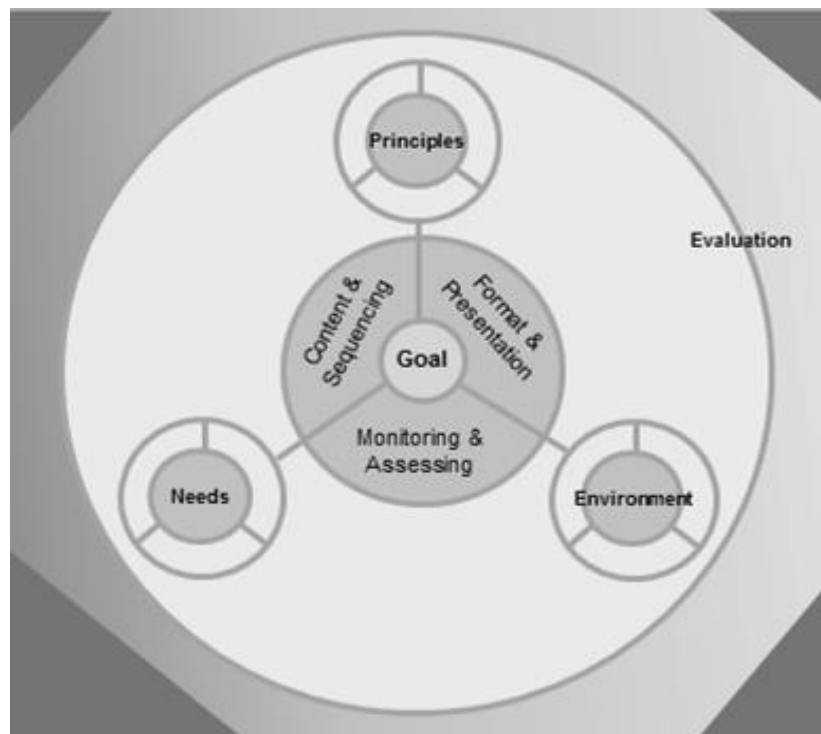 Principles
Evaluation
Content &
Sequencing
Format &
Presentation
Goal
Monitoring &
Assessing
Needs
Environment